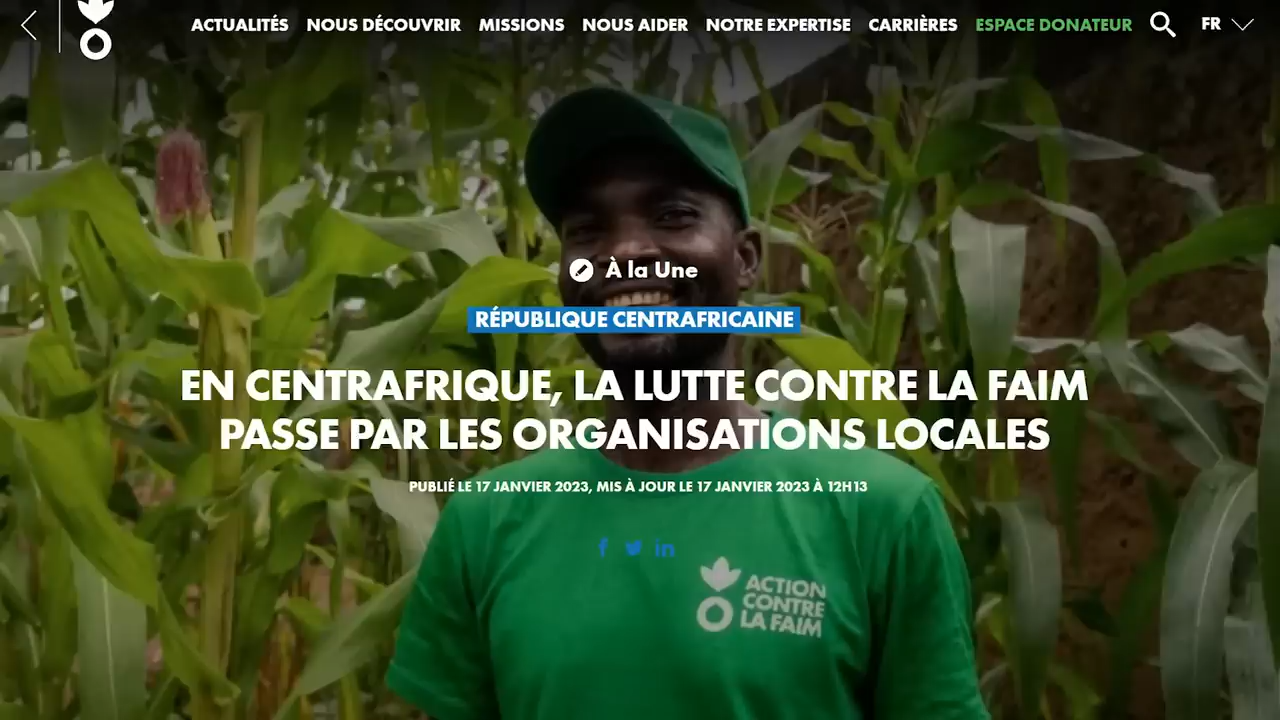 ACTUALITÉS NOUS DÉCOUVRIR MISSIONS NOUS AIDER NOTRE EXPERTISE CARRIÈRES ESPACE DONATEUR FR
À la Une
RÉPUBLIQUE CENTRAFRICAINE
EN CENTRAFRIQUE, LA LUTTE CONTRE LA FAIM
PASSE PAR LES ORGANISATIONS LOCALES
PUBLIÉ LE 17 JANVIER 2023, MIS À JOUR LE 17 JANVIER 2023 À 12H13
ACTION
CONTRE
LA FAIM